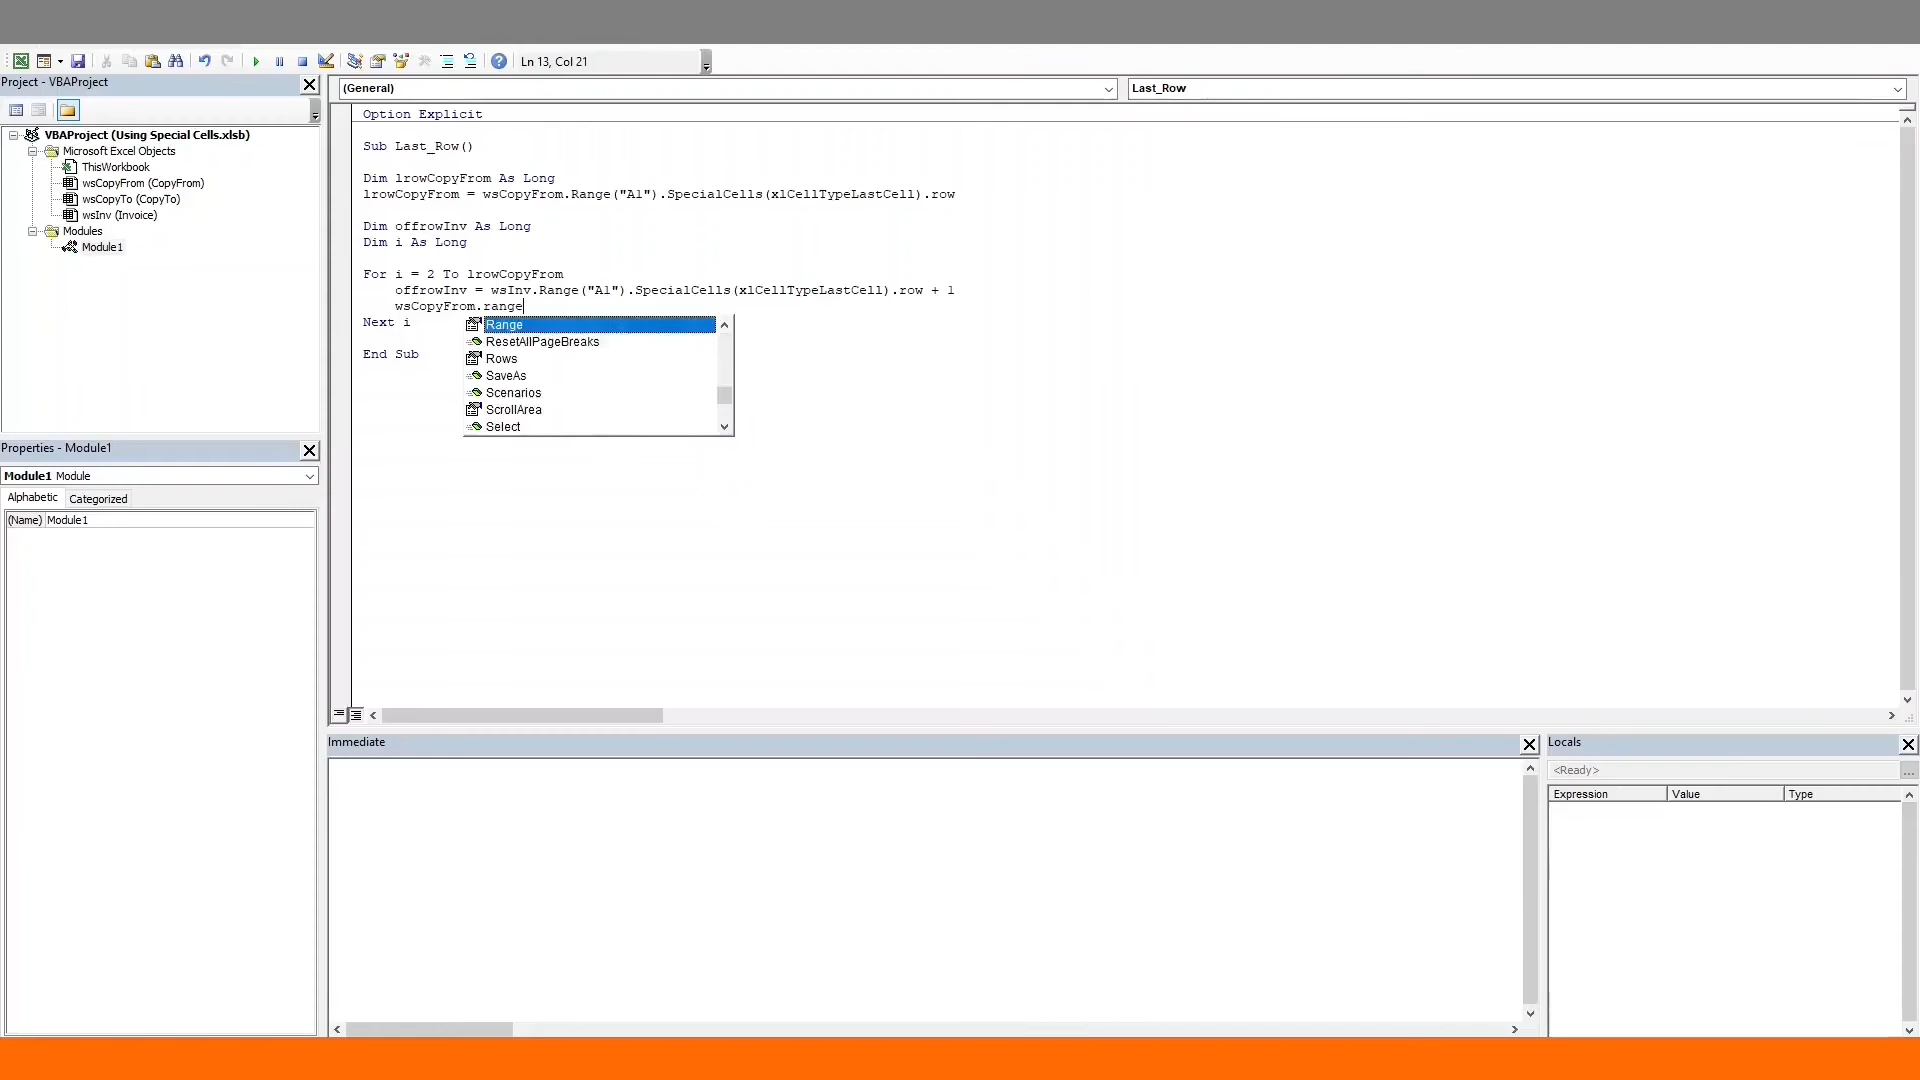 Ln 13, Col 21
Project - VBAProject
(General)
Last_Row
VBAProject (Using Special Cells.xlsb)
Microsoft Excel Objects
ThisWorkbook
wsCopyFrom (CopyFrom)
wsCopyTo (CopyTo)
wsInv (Invoice)
Modules
Module1
Option Explicit
Sub Last_Row()
Dim lrowCopyFrom As Long
lrowCopyFrom = wsCopyFrom.Range("A1").SpecialCells(xlCellTypeLastCell).row
Dim offrowInv As Long
Dim i As Long
For i = 2 To lrowCopyFrom
offrowInv = wsInv.Range("A1").SpecialCells(xlCellTypeLastCell).row + 1
wsCopyFrom.range
Next i
End Sub
Range
ResetAllPageBreaks
Rows
SaveAs
Scenarios
ScrollArea
Select
Properties - Module1
Module1 Module
Alphabetic Categorized
(Name) Module1
Immediate
Locals
<Ready>
...
Expression Value Type